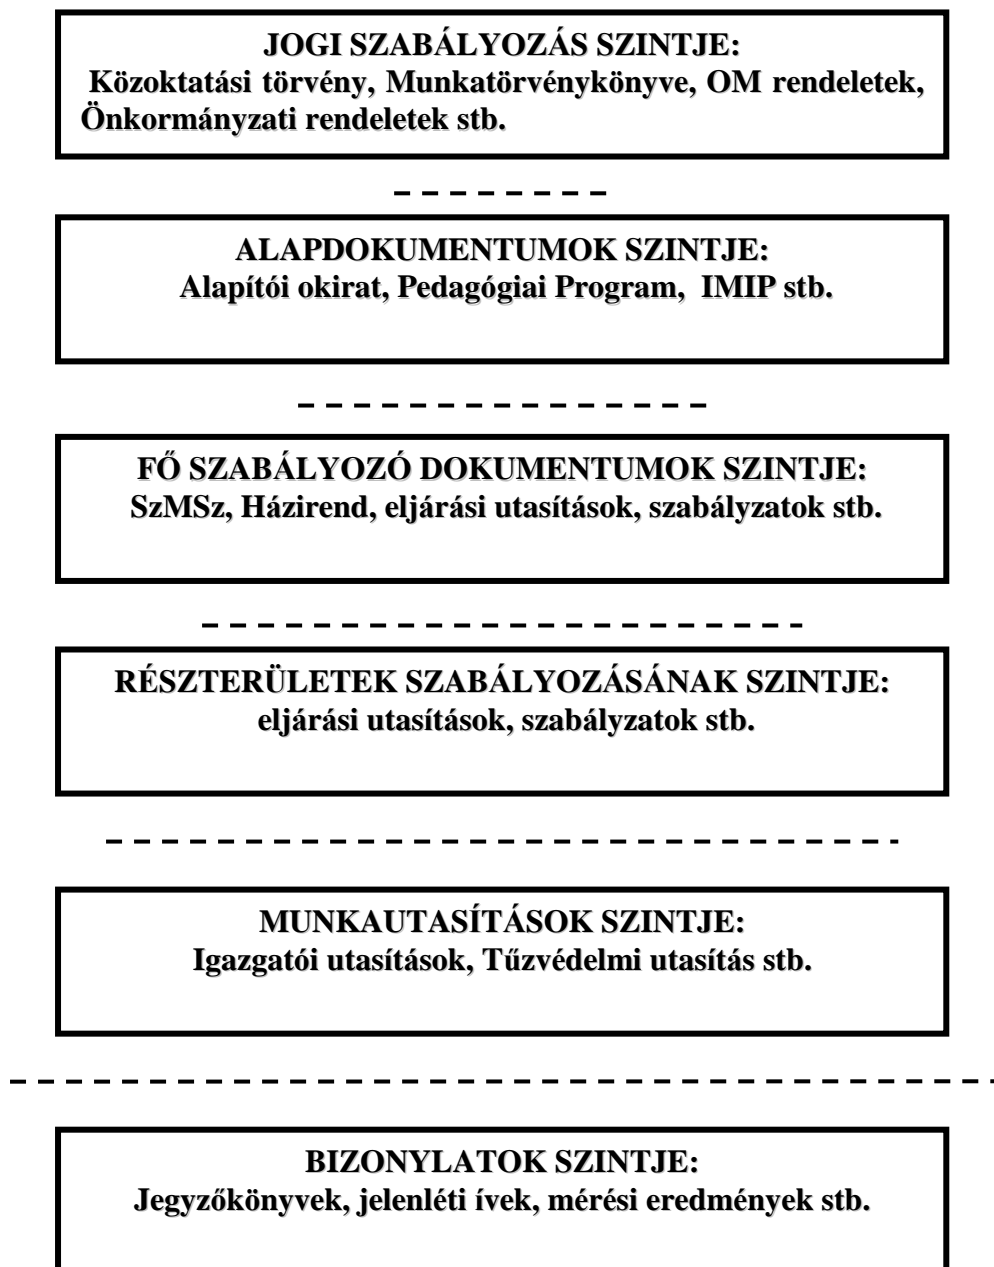 JOGI SZABÁLYOZÁS SZINTJE:
Közoktatási törvény, Munkatörvénykönyve, OM rendeletek,
Önkormányzati rendeletek stb.
ALAPDOKUMENTUMOK SZINTJE:
Alapítói okirat, Pedagógiai Program, IMIP stb.
FŐ SZABÁLYOZÓ DOKUMENTUMOK SZINTJE:
SzMSz, Házirend, eljárási utasítások, szabályzatok stb.
RÉSZTERÜLETEK SZABÁLYOZÁSÁNAK SZINTJE:
eljárási utasítások, szabályzatok stb.
MUNKAUTASÍTÁSOK SZINTJE:
Igazgatói utasítások, Tűzvédelmi utasítás stb.
BIZONYLATOK SZINTJE:
Jegyzőkönyvek, jelenléti ívek, mérési eredmények stb.